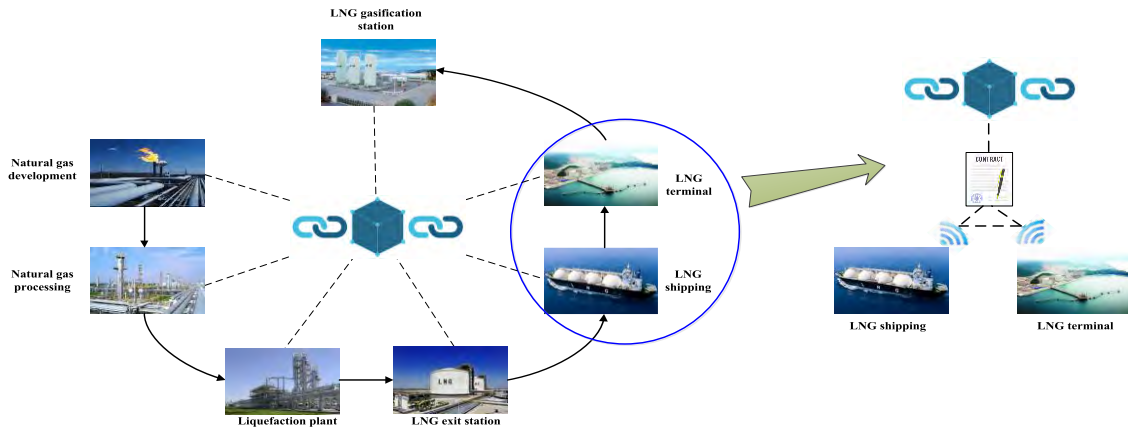 LNG gasification
station
Natural gas
development
LNG
terminal
Natural gas
processing
LNG
shipping
LNG
Liquefaction plant
LNG exit station
CONTRACT
L N G
LNG shipping
LNG terminal